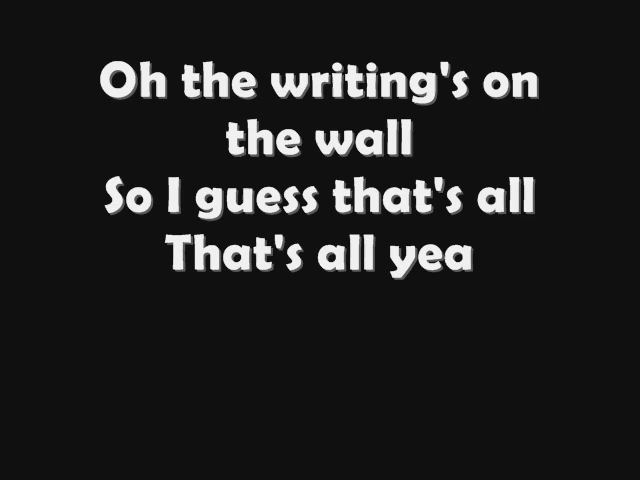 Oh the writing's on
the wall
So I guess that's all
That's all yea